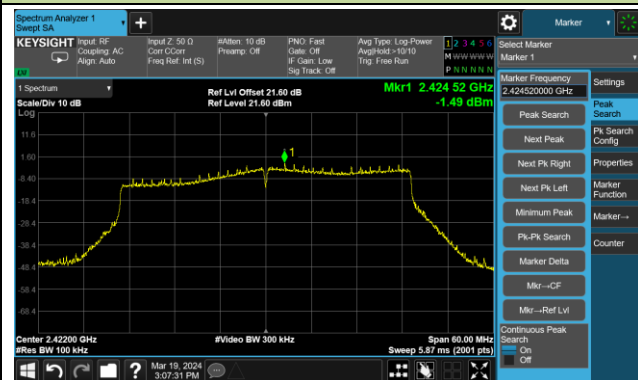 Spectrum Analyzer 1
Swept SA
Marker
KEYSIGHT
Input: RF
Coupling: AC
Align: Auto
Input Z: 50 Ω
Corr CCorr
Freq Ref: Int (S)
#Atten: 10 dB
Preamp: Off
PNO: Fast
Gate: Off
IF Gain: Low
Sig Track: Off
Avg Type: Log-Power
Avg|Hold:>10/10
Trig: Free Run
1 2 3 4 5 6
M W W W W W
P N N N N N
Select Marker
Marker 1
1 Spectrum
Scale/Div 10 dB
Log
Ref Lvl Offset 21.60 dB
Ref Level 21.60 dBm
Mkr1 2.424 52 GHz
-1.49 dBm
11.6
1.60
-8.40
-18.4
-28.4
-38.4
-48.4
-58.4
-68.4
1
Center 2.42200 GHz
#Res BW 100 kHz
#Video BW 300 kHz
Span 60.00 MHz
Sweep 5.87 ms (2001 pts)
Marker Frequency
2.424520000 GHz
Peak Search
Next Peak
Next Pk Right
Next Pk Left
Minimum Peak
Pk-Pk Search
Marker Delta
Mkr→CF
Mkr→Ref Lvl
Continuous Peak
Search
On
Off
Settings
Peak
Search
Pk Search
Config
Properties
Marker
Function
Marker→
Counter
Mar 19, 2024
3:07:31 PM